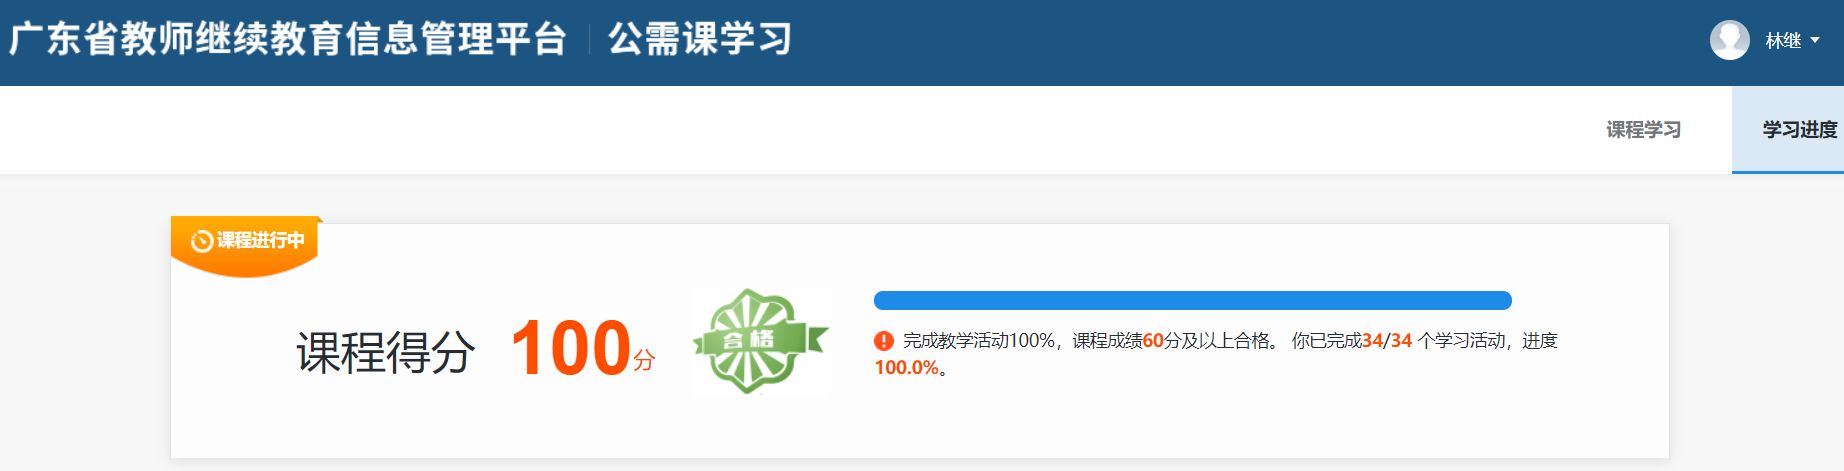 广东省教师继续教育信息管理平台 公需课学习
林继
课程学习
学习进度
课程进行中
课程得分 100分
合格
完成教学活动100%，课程成绩60分及以上合格。 你已完成34/34 个学习活动，进度
100.0%。